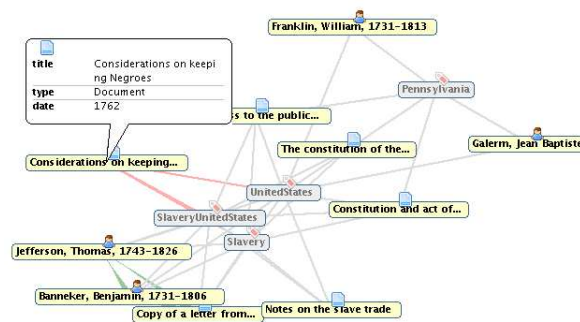 Franklin, William, 1731-1813
title Considerations on keepi
ng Negroes
type Document
date 1762
Pennsylvania
ss to the public...
The constitution of the...
Galerm, Jean Baptiste
Considerations on keeping...
UnitedStates
SlaveryUnitedStates
Constitution and act of...
Slavery
Jefferson, Thomas, 1743-1826
Banneker, Benjamin, 1731-1806
Copy of a letter from...
Notes on the slave trade